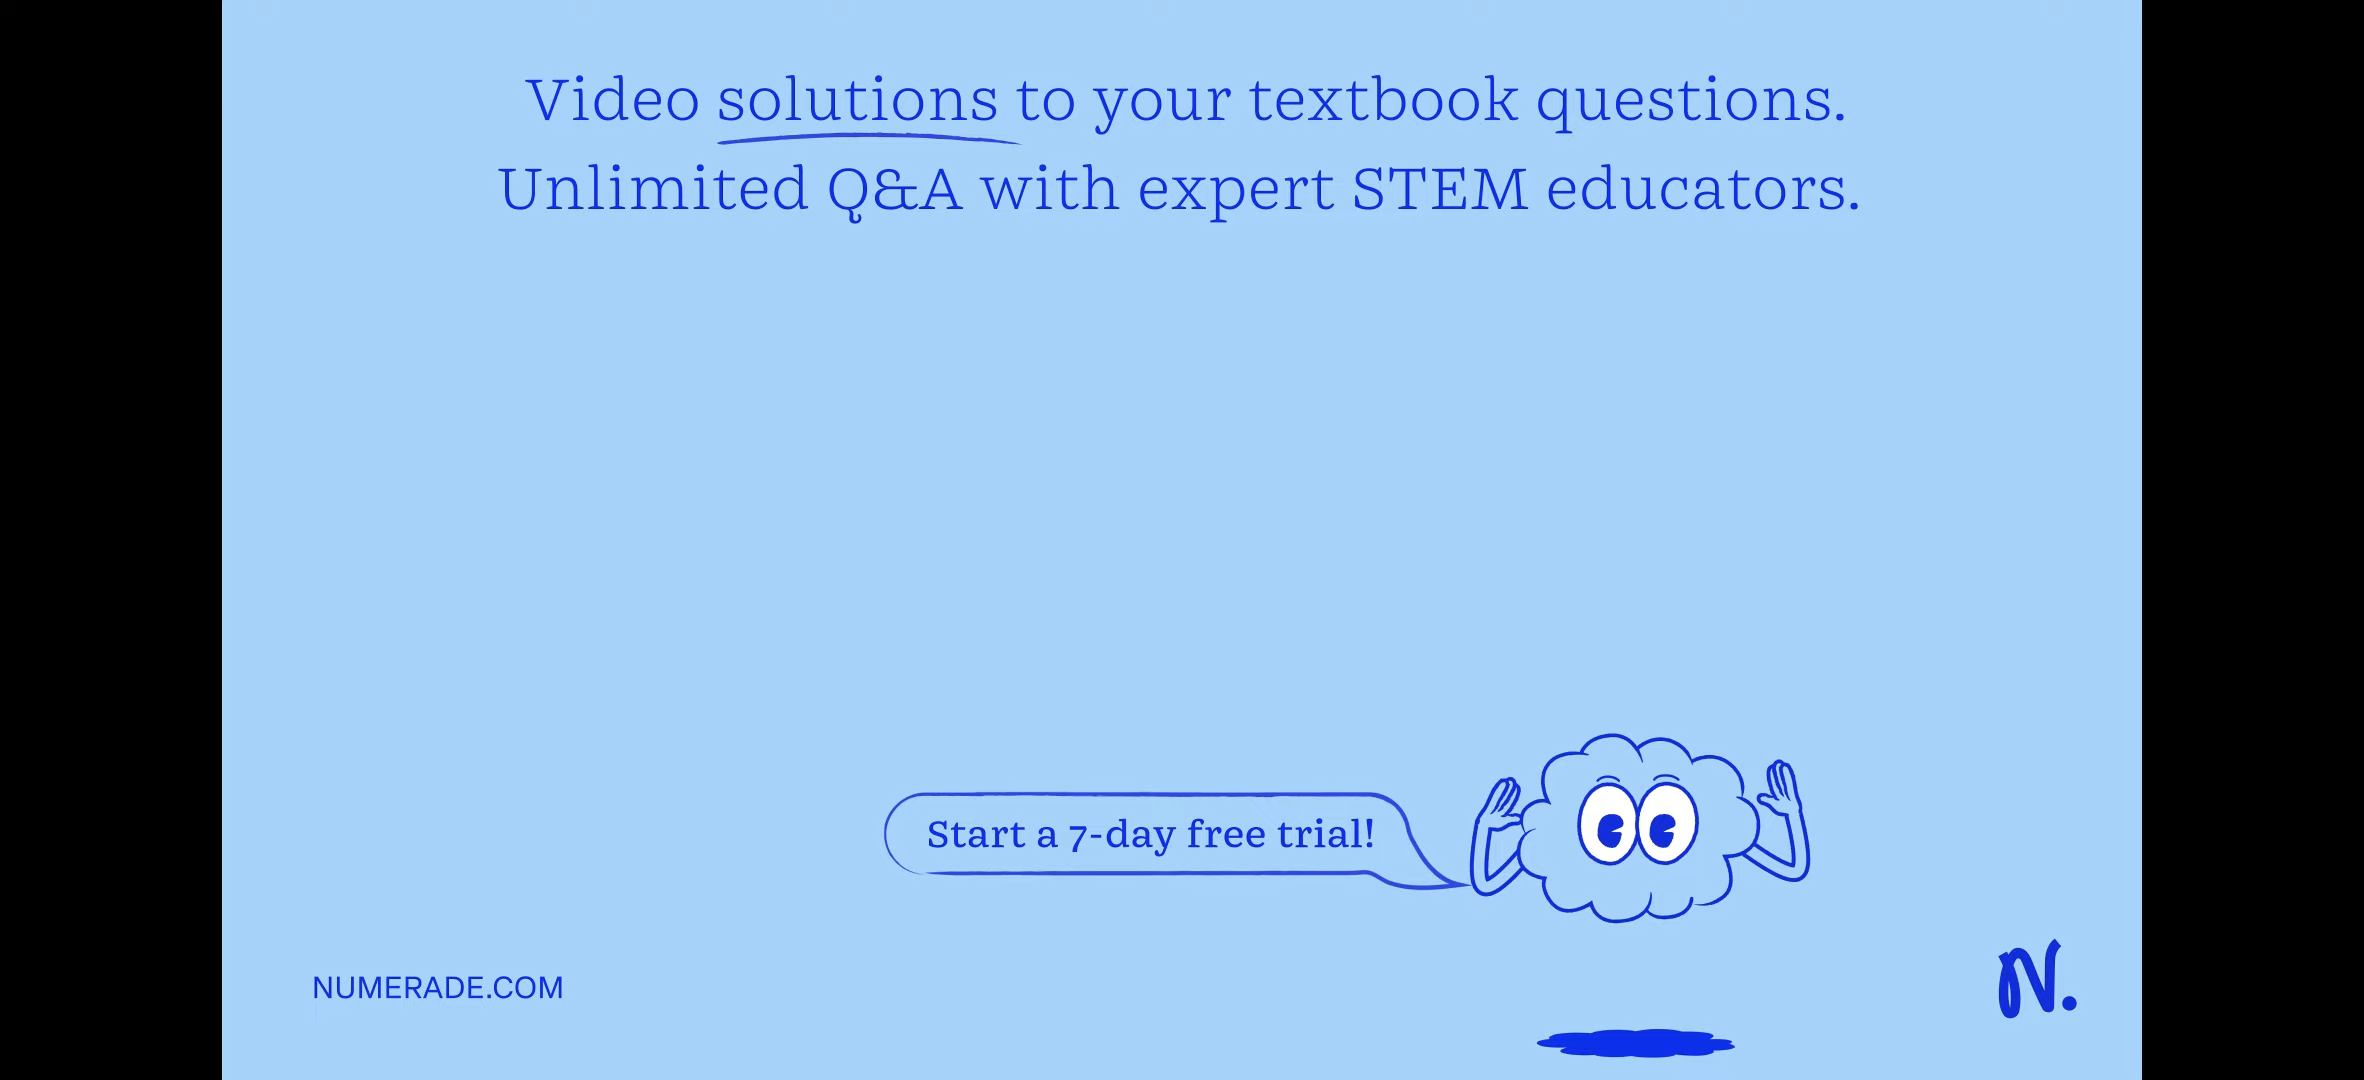 Video solutions to your textbook questions.
Unlimited Q&A with expert STEM educators.
Start a 7-day free trial!
NUMERADE.COM
N.